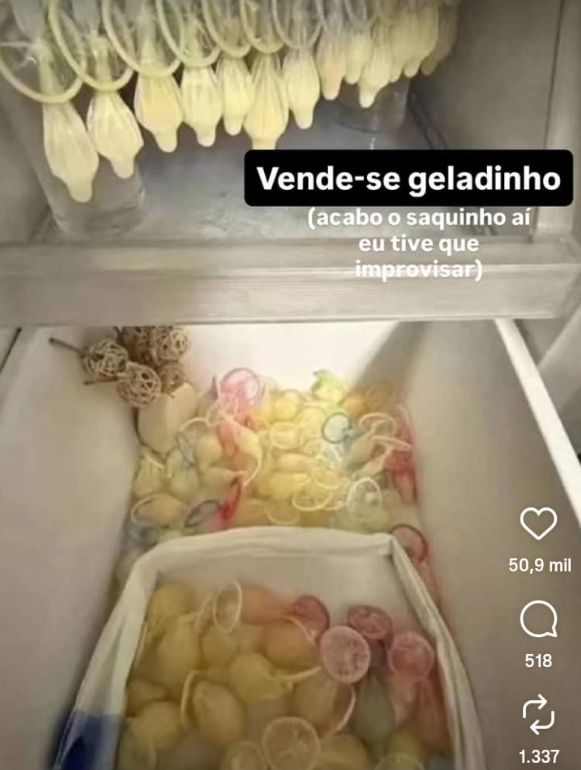 Vende-se geladinho
(acabo o saquinho aí
eu tive que
improvisar)
50,9 mil
518
1.337